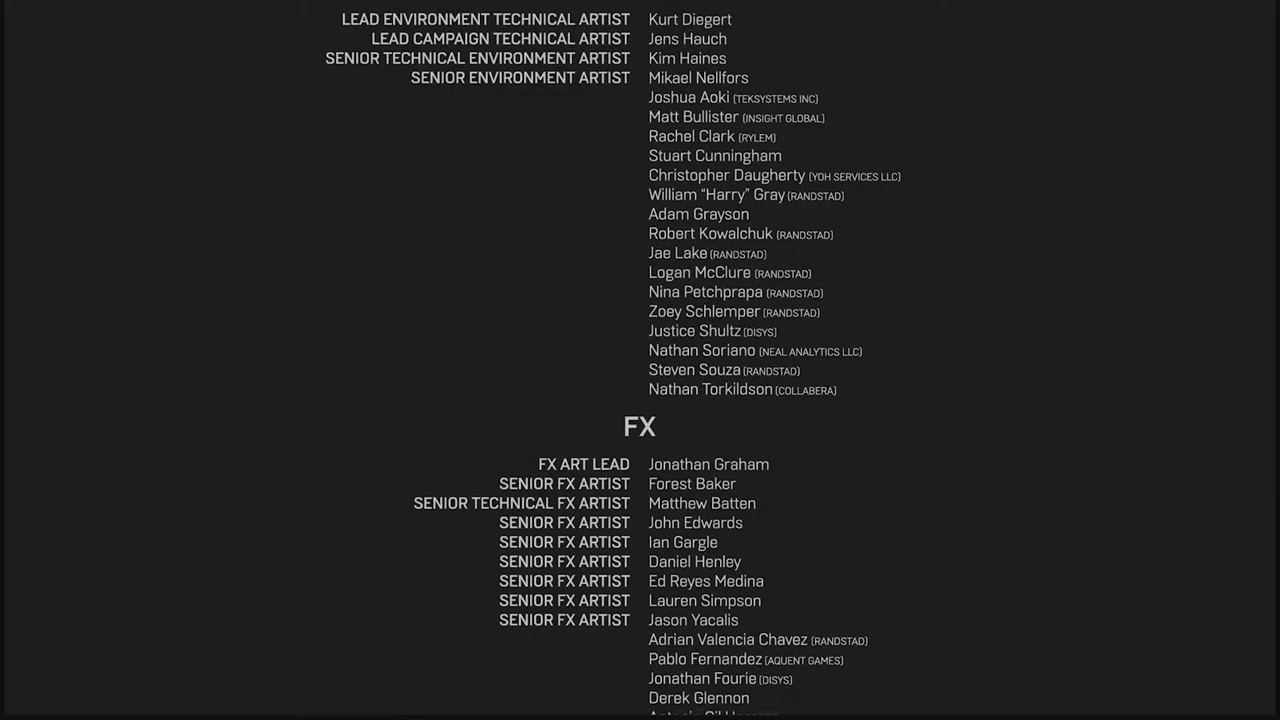 LEAD ENVIRONMENT TECHNICAL ARTIST Kurt Diegert
LEAD CAMPAIGN TECHNICAL ARTIST Jens Hauch
SENIOR TECHNICAL ENVIRONMENT ARTIST Kim Haines
SENIOR ENVIRONMENT ARTIST Mikael Nellfors
Joshua Aoki (TEKSYSTEMS INC)
Matt Bullister (INSIGHT GLOBAL)
Rachel Clark (RYLEM)
Stuart Cunningham
Christopher Daugherty (YOH SERVICES LLC)
William “Harry” Gray (RANDSTAD)
Adam Grayson
Robert Kowalchuk (RANDSTAD)
Jae Lake (RANDSTAD)
Logan McClure (RANDSTAD)
Nina Petchprapa (RANDSTAD)
Zoey Schlemper (RANDSTAD)
Justice Shultz (DISYS)
Nathan Soriano (NEAL ANALYTICS LLC)
Steven Souza (RANDSTAD)
Nathan Torkildson (COLLABERA)
FX
FX ART LEAD Jonathan Graham
SENIOR FX ARTIST Forest Baker
SENIOR TECHNICAL FX ARTIST Matthew Batten
SENIOR FX ARTIST John Edwards
SENIOR FX ARTIST Ian Gargle
SENIOR FX ARTIST Daniel Henley
SENIOR FX ARTIST Ed Reyes Medina
SENIOR FX ARTIST Lauren Simpson
SENIOR FX ARTIST Jason Yacalis
Adrian Valencia Chavez (RANDSTAD)
Pablo Fernandez (AQUENT GAMES)
Jonathan Fourie (DISYS)
Derek Glennon